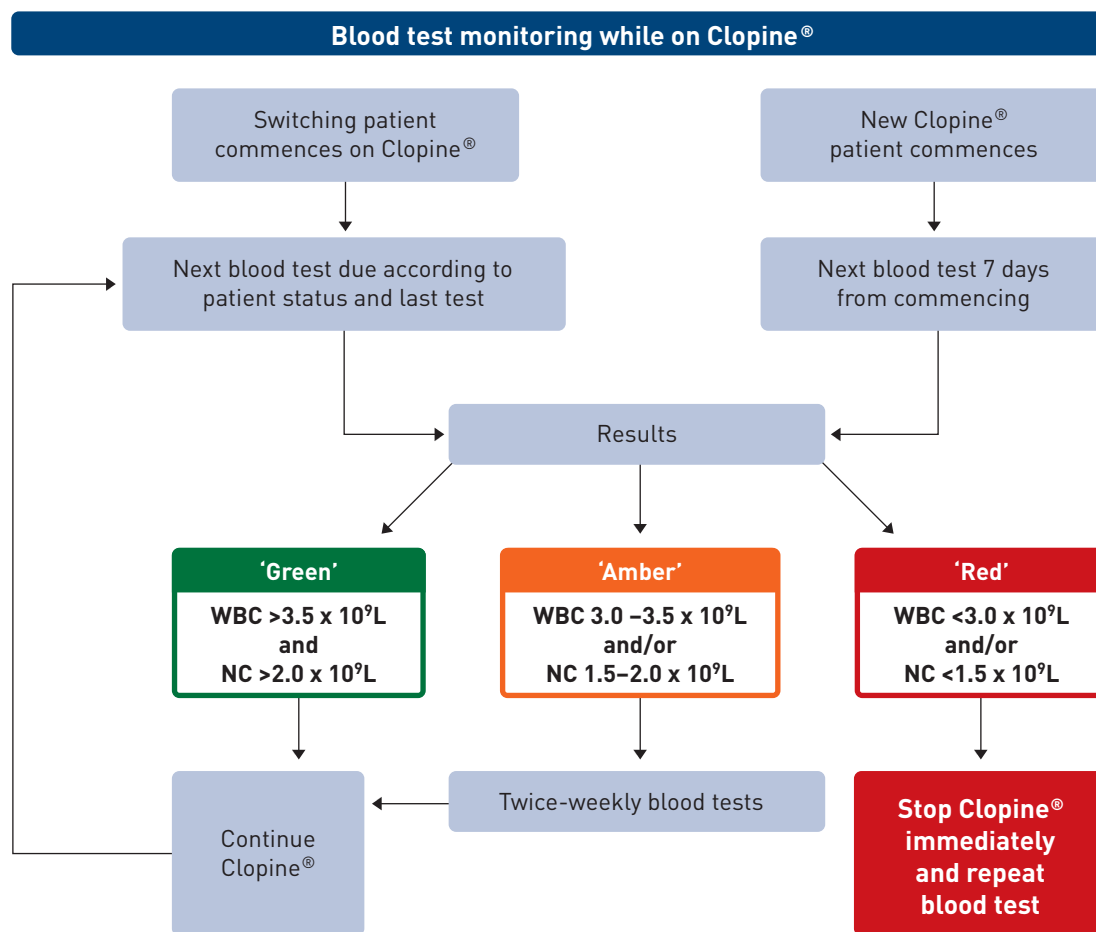 Blood test monitoring while on Clopine®
Switching patient
commences on Clopine®
New Clopine®
patient commences
Next blood test due according to
patient status and last test
Next blood test 7 days
from commencing
Results
‘Green’
WBC >3.5 x 10⁹L
and
NC >2.0 x 10⁹L
‘Amber’
WBC 3.0 –3.5 x 10⁹L
and/or
NC 1.5–2.0 x 10⁹L
‘Red’
WBC <3.0 x 10⁹L
and/or
NC <1.5 x 10⁹L
Continue
Clopine®
Twice-weekly blood tests
Stop Clopine®
immediately
and repeat
blood test